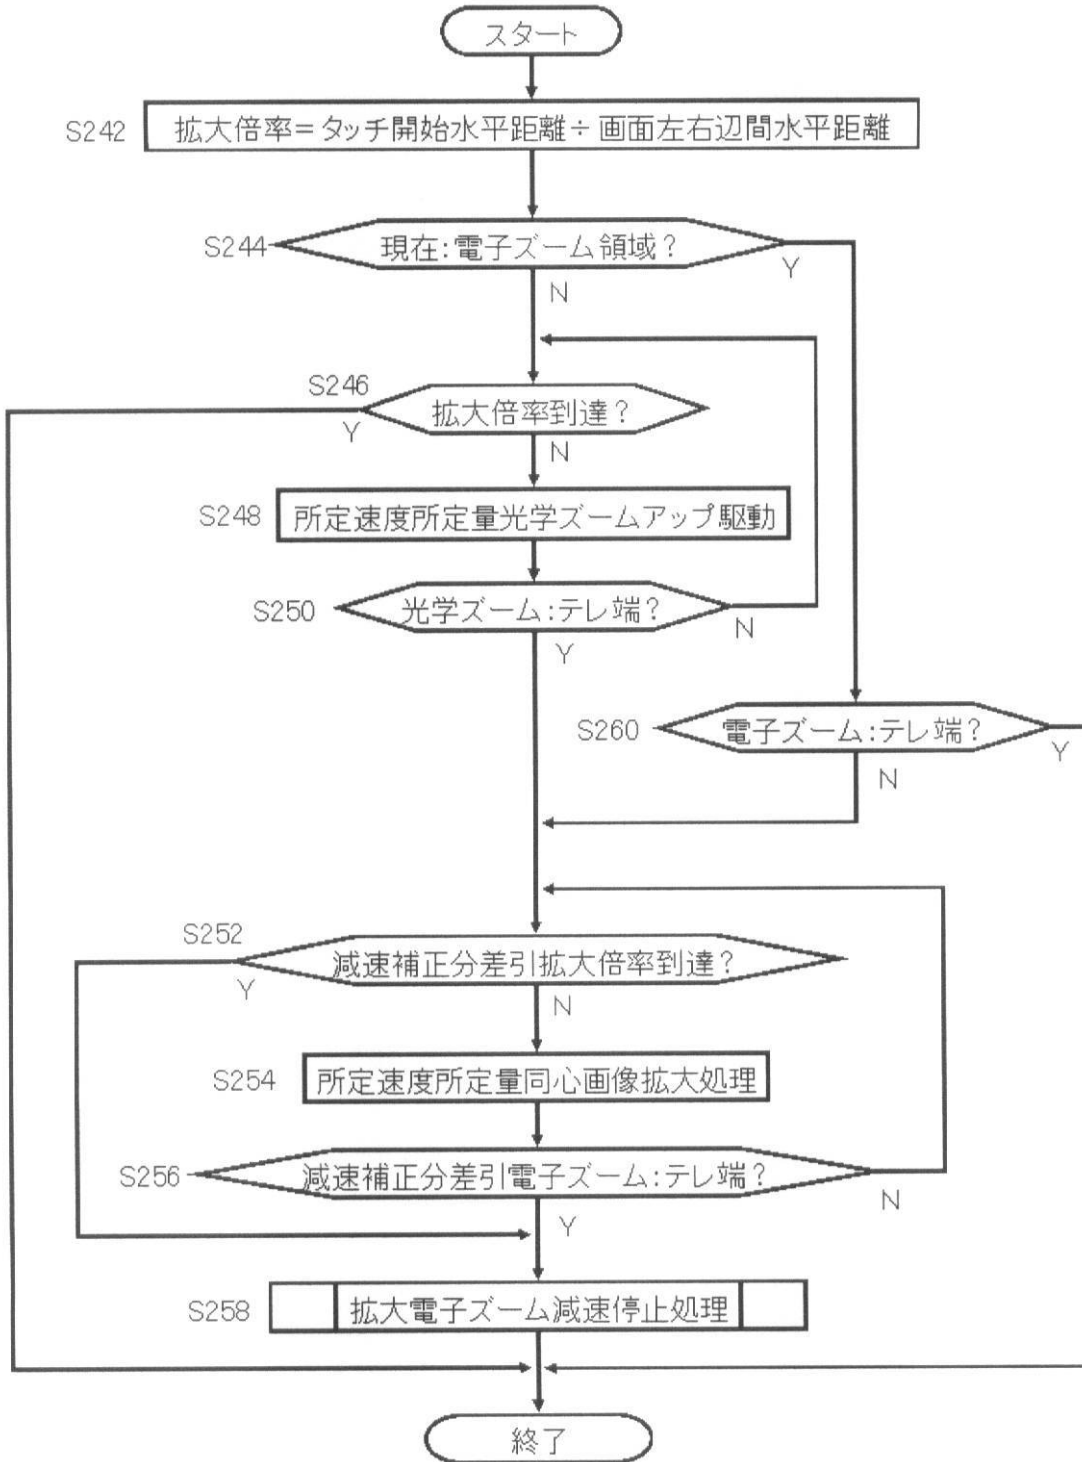 スタート
S242
拡大倍率=タッチ開始水平距離÷画面左右辺間水平距離
S244
現在:電子ズーム領域?
Y
N
S246
拡大倍率到達?
Y
N
S248
所定速度所定量光学ズームアップ駆動
S250
光学ズーム:テレ端?
N
Y
S260
電子ズーム:テレ端?
Y
N
S252
減速補正分差引拡大倍率到達?
Y
N
S254
所定速度所定量同心画像拡大処理
S256
減速補正分差引電子ズーム:テレ端?
N
Y
S258
拡大電子ズーム減速停止処理
終了